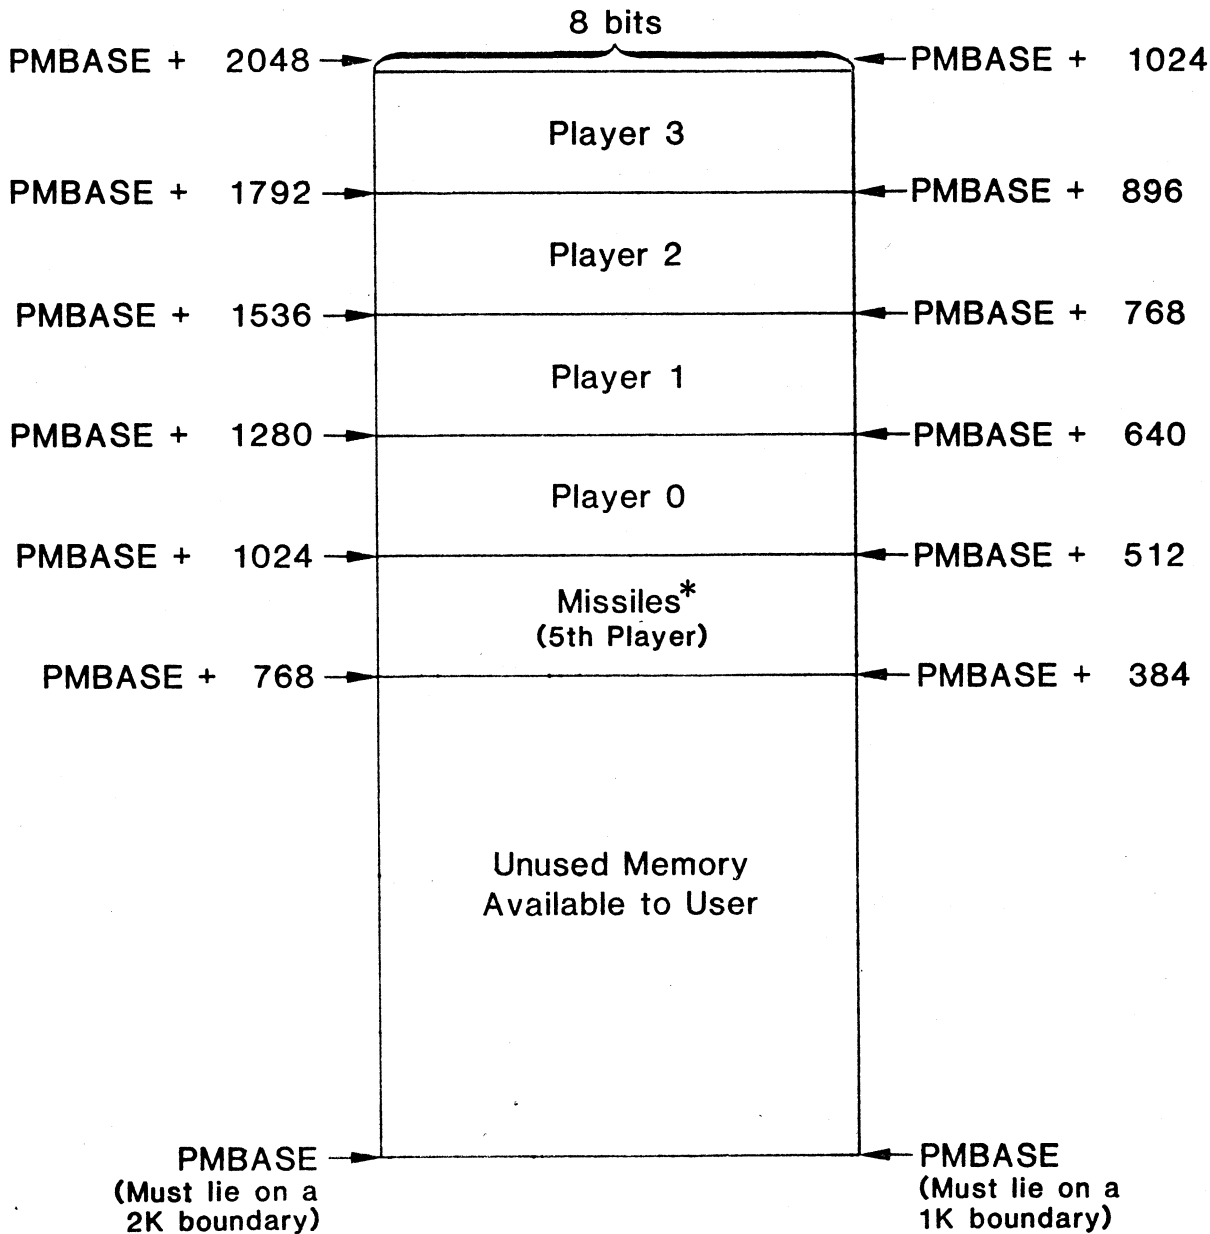 8 bits
PMBASE + 2048
PMBASE + 1024
Player 3
PMBASE + 1792
PMBASE + 896
Player 2
PMBASE + 1536
PMBASE + 768
Player 1
PMBASE + 1280
PMBASE + 640
Player 0
PMBASE + 1024
PMBASE + 512
Missiles*
(5th Player)
PMBASE + 768
PMBASE + 384
Unused Memory
Available to User
PMBASE
(Must lie on a
2K boundary)
PMBASE
(Must lie on a
1K boundary)